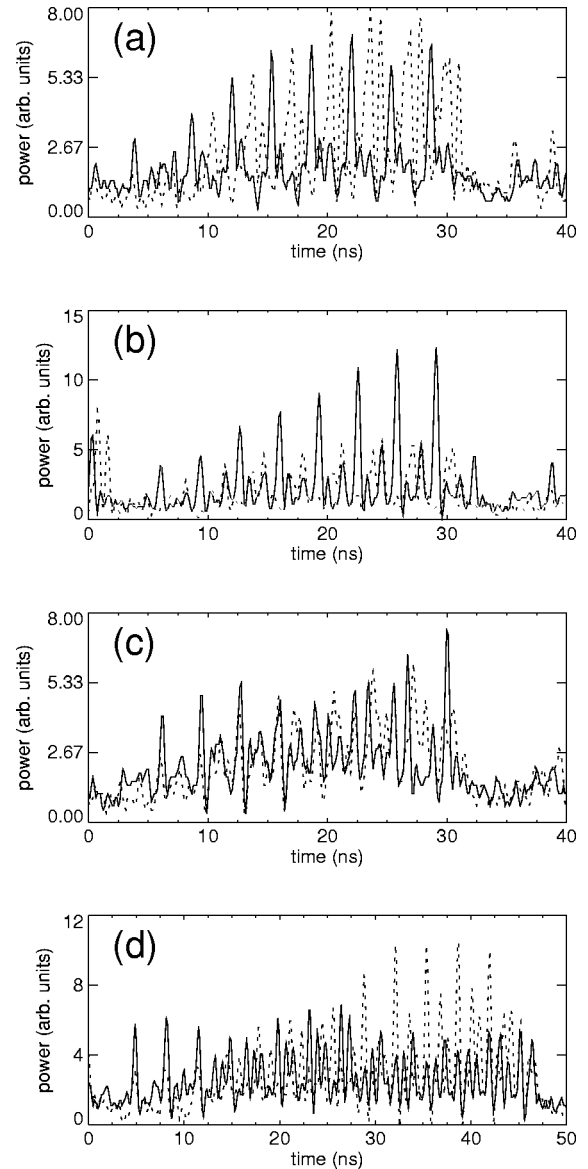 (a)
power (arb. units)
8.00
5.33
2.67
0.00
0 10 20 30 40
time (ns)
(b)
power (arb. units)
15
10
5
0
0 10 20 30 40
time (ns)
(c)
power (arb. units)
8.00
5.33
2.67
0.00
0 10 20 30 40
time (ns)
(d)
power (arb. units)
12
8
4
0
0 10 20 30 40 50
time (ns)